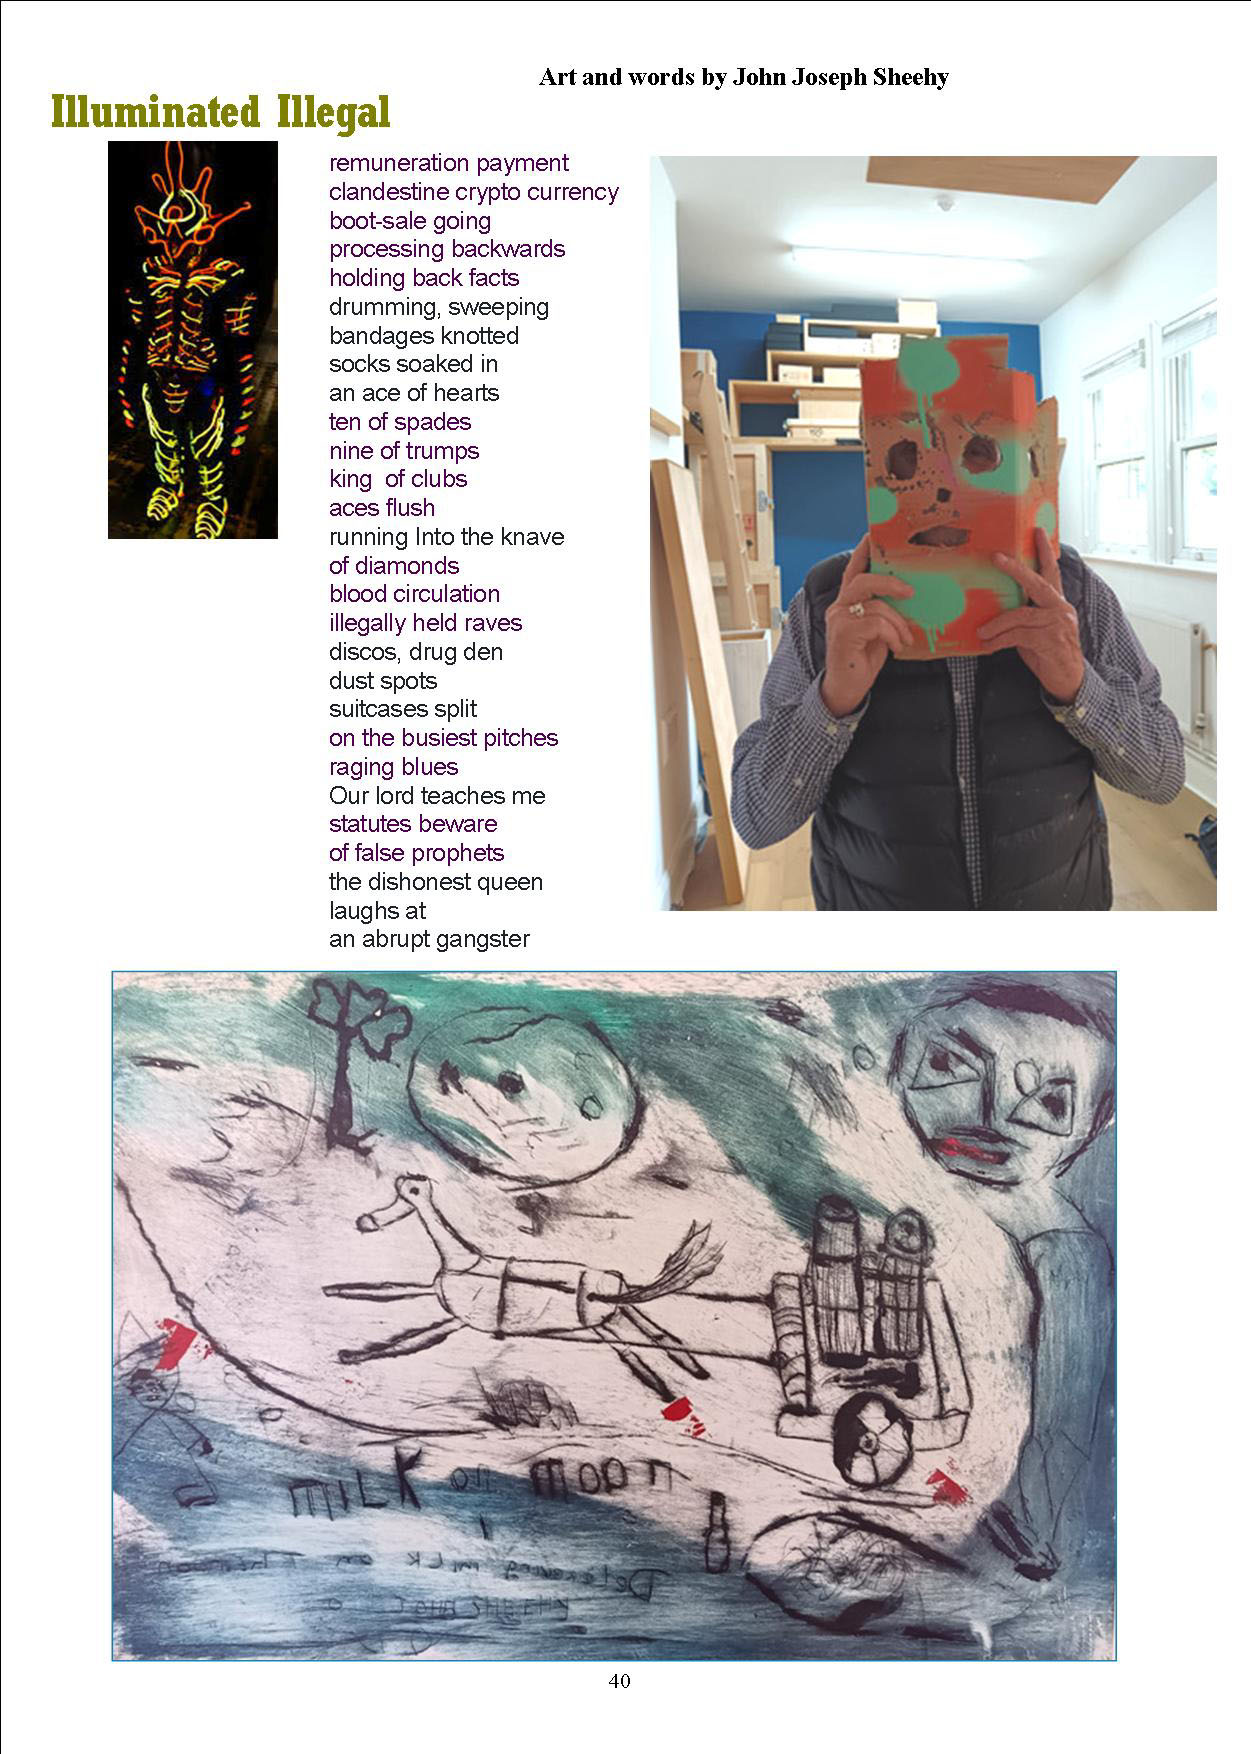 Art and words by John Joseph Sheehy
Illuminated Illegal
remuneration payment
clandestine crypto currency
boot-sale going
processing backwards
holding back facts
drumming, sweeping
bandages knotted
socks soaked in
an ace of hearts
ten of spades
nine of trumps
king of clubs
aces flush
running Into the knave
of diamonds
blood circulation
illegally held raves
discos, drug den
dust spots
suitcases split
on the busiest pitches
raging blues
Our lord teaches me
statutes beware
of false prophets
the dishonest queen
laughs at
an abrupt gangster
MILK on MOON
40